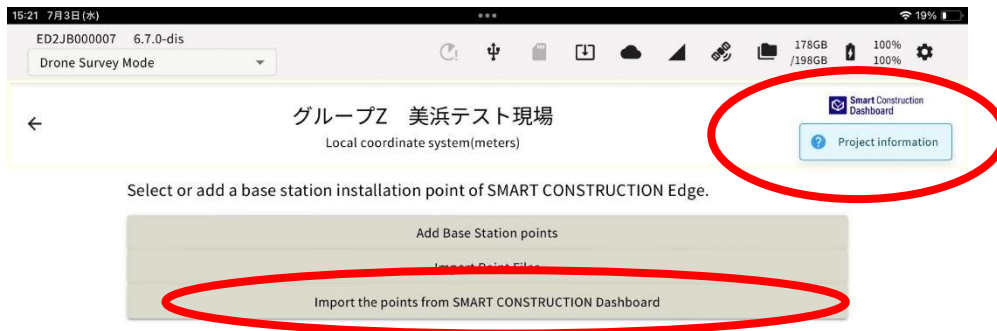 15:21 7月3日(水)
19%
ED2JB000007 6.7.0-dis
Drone Survey Mode
178GB
/198GB
100%
100%
グループZ 美浜テスト現場
Local coordinate system(meters)
Smart Construction
Dashboard
Project information
Select or add a base station installation point of SMART CONSTRUCTION Edge.
Add Base Station points
Import Point Files
Import the points from SMART CONSTRUCTION Dashboard